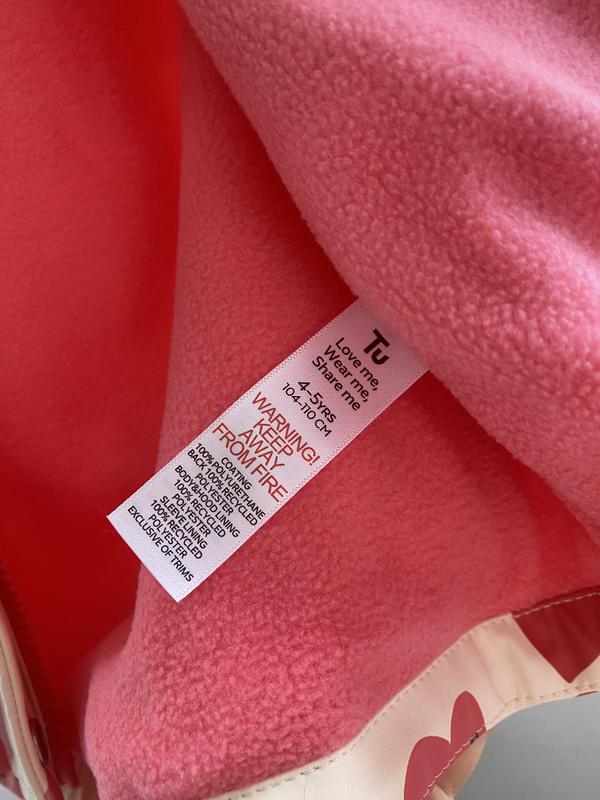 Tu
Love me,
Wear me,
Share me
4–5YRS
104-110 CM
WARNING!
KEEP
AWAY
FROM FIRE
COATING
100% POLYURETHANE
BACK 100% RECYCLED
POLYESTER
BODY&HOOD LINING
100% RECYCLED
POLYESTER
SLEEVE LINING
100% RECYCLED
POLYESTER
EXCLUSIVE OF TRIMS